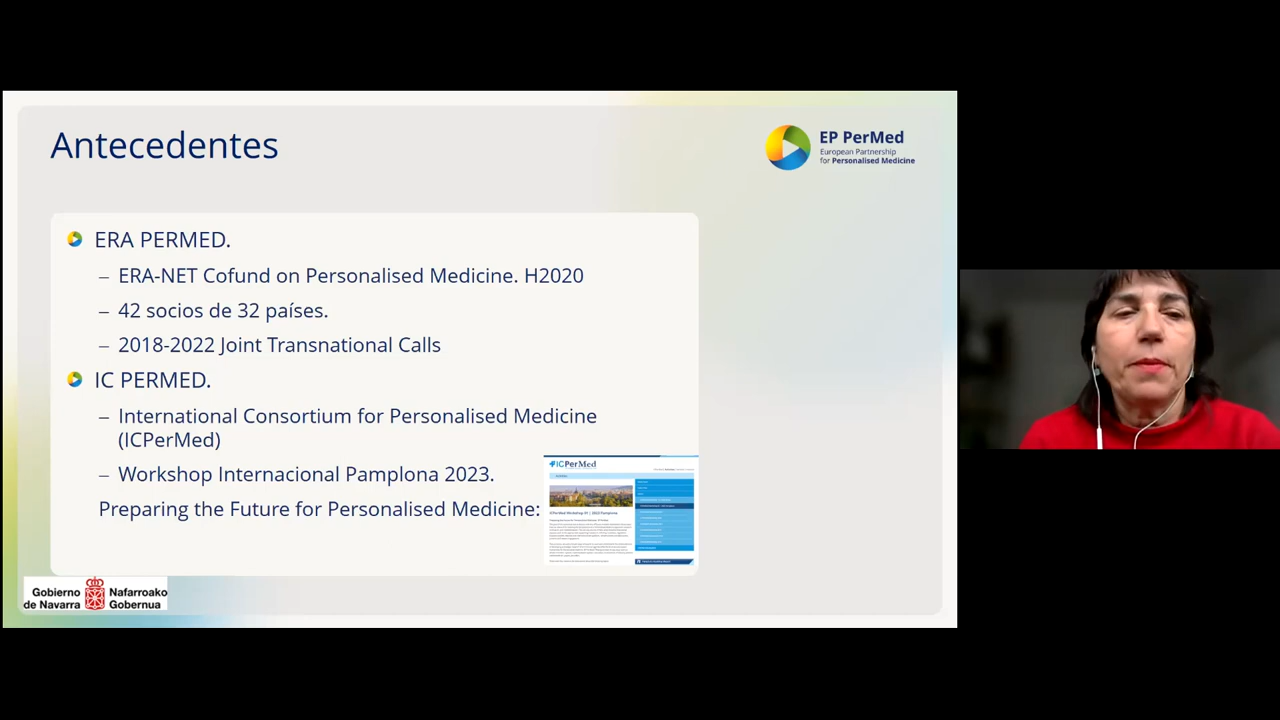 Antecedentes
EP PerMed
European Partnership
for Personalised Medicine
ERA PERMED.
– ERA-NET Cofund on Personalised Medicine. H2020
– 42 socios de 32 países.
– 2018-2022 Joint Transnational Calls
IC PERMED.
– International Consortium for Personalised Medicine
(ICPerMed)
– Workshop Internacional Pamplona 2023.
Preparing the Future for Personalised Medicine:
ICPerMed
Gobierno
de Navarra
Nafarroako
Gobernua